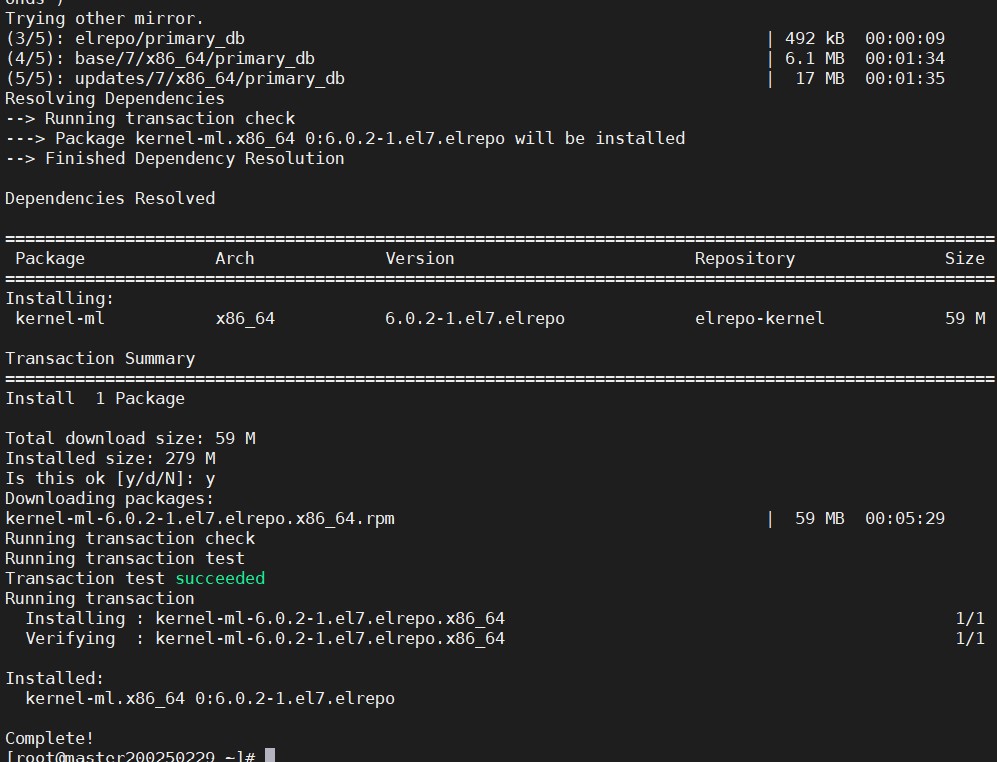 Trying other mirror.
(3/5): elrepo/primary_db | 492 kB 00:00:09
(4/5): base/7/x86_64/primary_db | 6.1 MB 00:01:34
(5/5): updates/7/x86_64/primary_db | 17 MB 00:01:35
Resolving Dependencies
--> Running transaction check
---> Package kernel-ml.x86_64 0:6.0.2-1.el7.elrepo will be installed
--> Finished Dependency Resolution
Dependencies Resolved
================================================================================
Package Arch Version Repository Size
================================================================================
Installing:
kernel-ml x86_64 6.0.2-1.el7.elrepo elrepo-kernel 59 M
Transaction Summary
================================================================================
Install 1 Package
Total download size: 59 M
Installed size: 279 M
Is this ok [y/d/N]: y
Downloading packages:
kernel-ml-6.0.2-1.el7.elrepo.x86_64.rpm | 59 MB 00:05:29
Running transaction check
Running transaction test
Transaction test succeeded
Running transaction
Installing : kernel-ml-6.0.2-1.el7.elrepo.x86_64 1/1
Verifying : kernel-ml-6.0.2-1.el7.elrepo.x86_64 1/1
Installed:
kernel-ml.x86_64 0:6.0.2-1.el7.elrepo
Complete!
[root@master200250229 ~]#